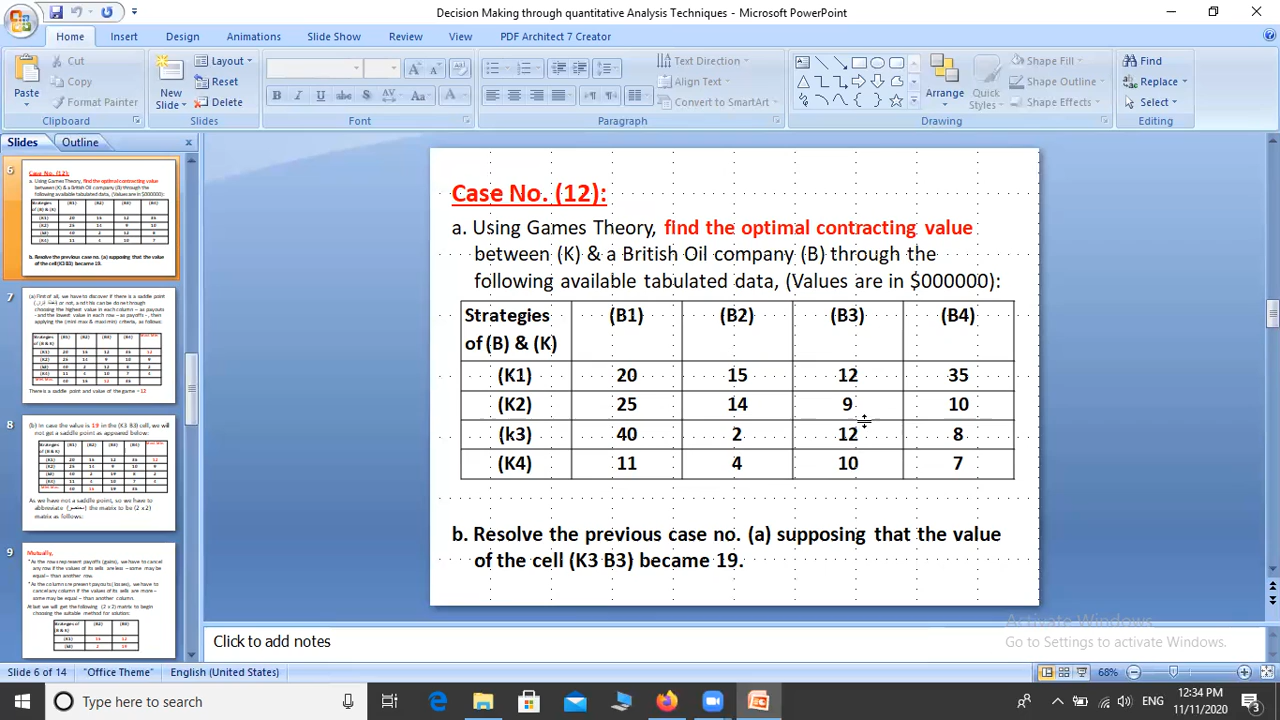 Decision Making through quantitative Analysis Techniques - Microsoft PowerPoint
Home Insert Design Animations Slide Show Review View PDF Architect 7 Creator
Paste
Cut
Copy
Format Painter
Clipboard
New
Slide
Layout
Reset
Delete
Slides
B I U abe S AV Aa A
Font
Text Direction
Align Text
Convert to SmartArt
Paragraph
Arrange
Quick
Styles
Shape Fill
Shape Outline
Shape Effects
Drawing
Find
Replace
Select
Editing
Slides Outline
6
7
8
9
Case No. (12):
a. Using Games Theory, find the optimal contracting value
between (K) & a British Oil company (B) through the
following available tabulated data, (Values are in $000000):
Strategies (B1) (B2) (B3) (B4)
of (B) & (K)
(K1) 20 15 12 35
(K2) 25 14 9 10
(k3) 40 2 12 8
(K4) 11 4 10 7
b. Resolve the previous case no. (a) supposing that the value
of the cell (K3 B3) became 19.
Activate Windows
Go to Settings to activate Windows.
Click to add notes
Slide 6 of 14 "Office Theme" English (United States) 68%
Type here to search
ENG
12:34 PM
11/11/2020
3